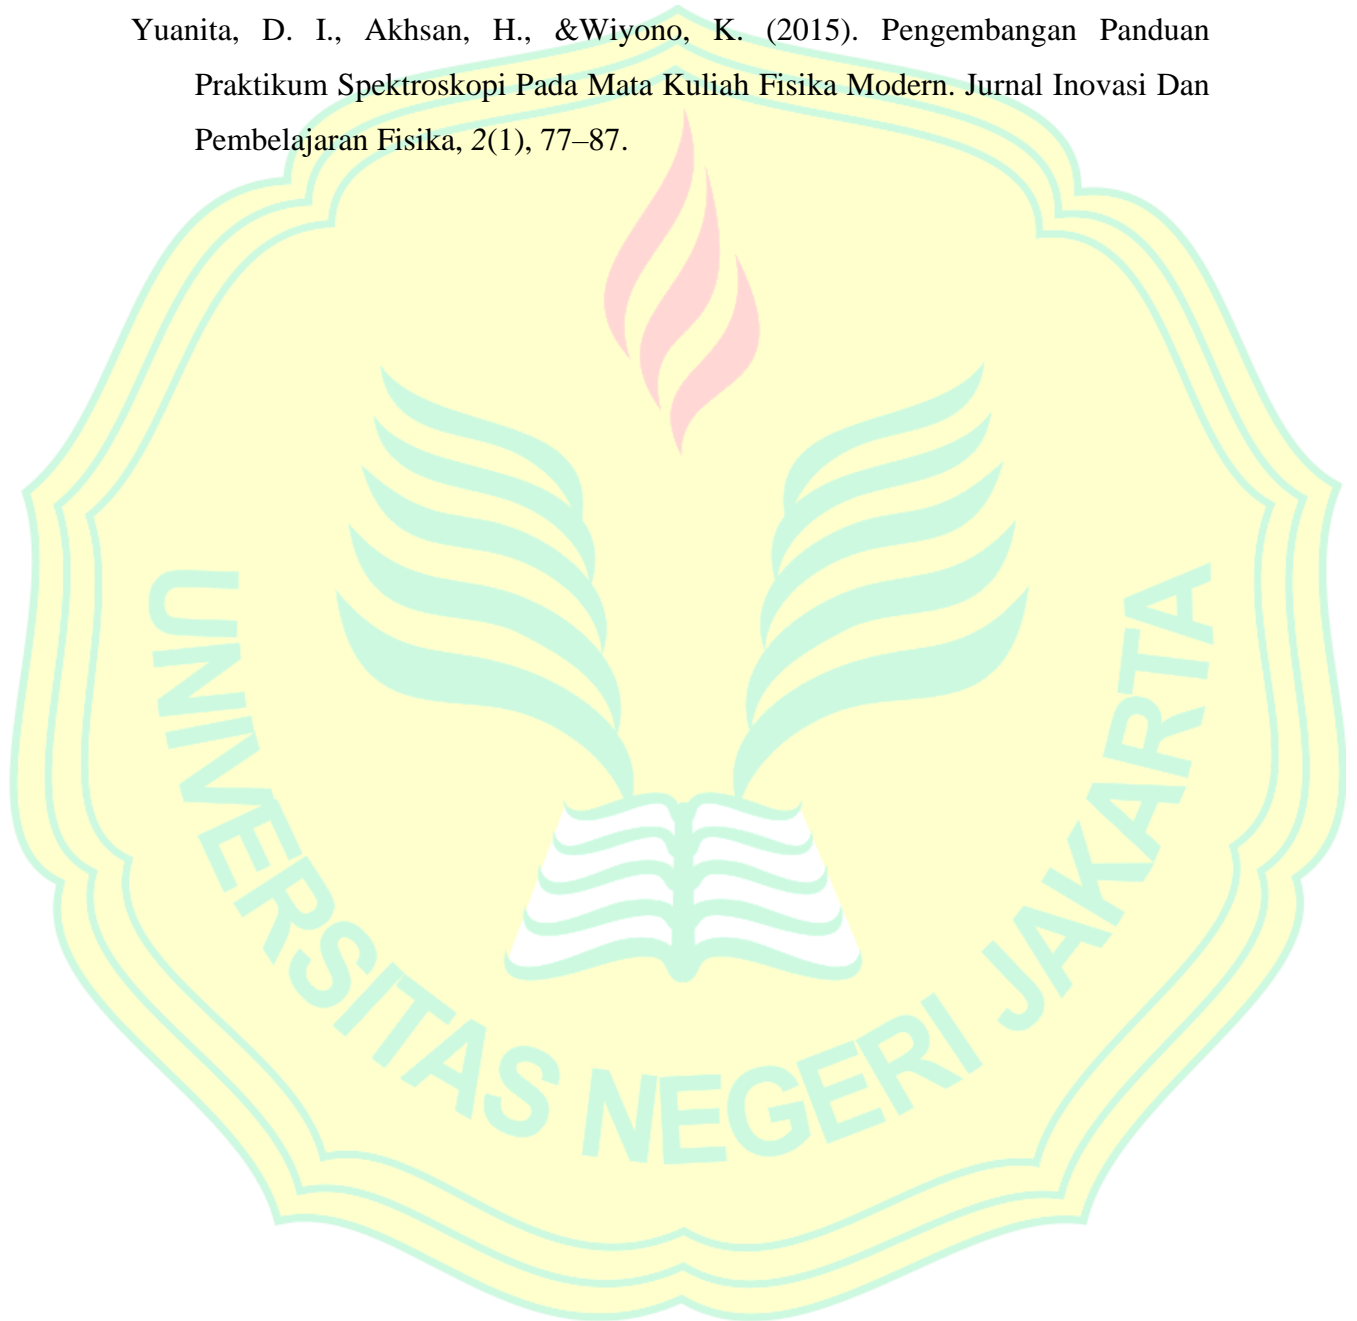 Yuanita, D. I., Akhsan, H., &Wiyono, K. (2015). Pengembangan Panduan
Praktikum Spektroskopi Pada Mata Kuliah Fisika Modern. Jurnal Inovasi Dan
Pembelajaran Fisika, 2(1), 77–87.
UNIVERSITAS NEGERI JAKARTA